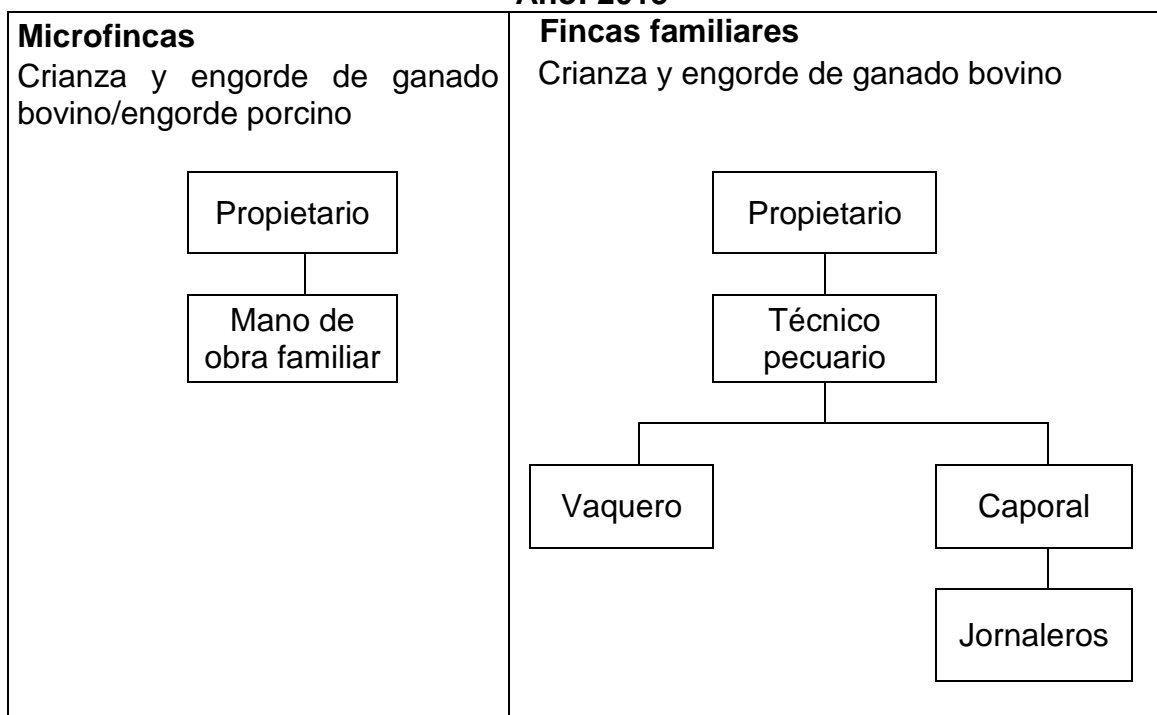 Microfincas
Crianza y engorde de ganado
bovino/engorde porcino
Propietario
Mano de
obra familiar
Fincas familiares
Crianza y engorde de ganado bovino
Propietario
Técnico
pecuario
Vaquero
Caporal
Jornaleros